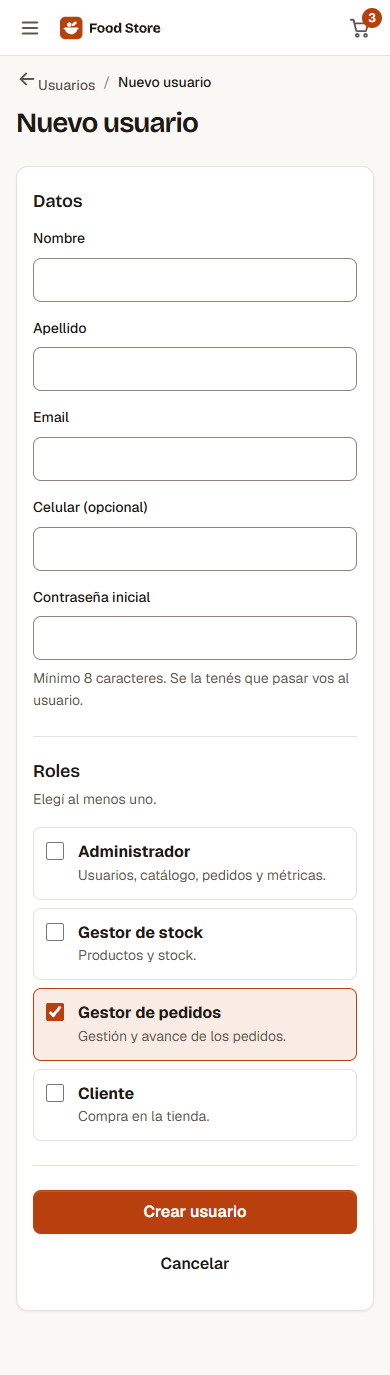 Food Store
3
Usuarios / Nuevo usuario
Nuevo usuario
Datos
Nombre
Apellido
Email
Celular (opcional)
Contraseña inicial
Mínimo 8 caracteres. Se la tenés que pasar vos al
usuario.
Roles
Elegí al menos uno.
Administrador
Usuarios, catálogo, pedidos y métricas.
Gestor de stock
Productos y stock.
Gestor de pedidos
Gestión y avance de los pedidos.
Cliente
Compra en la tienda.
Crear usuario
Cancelar